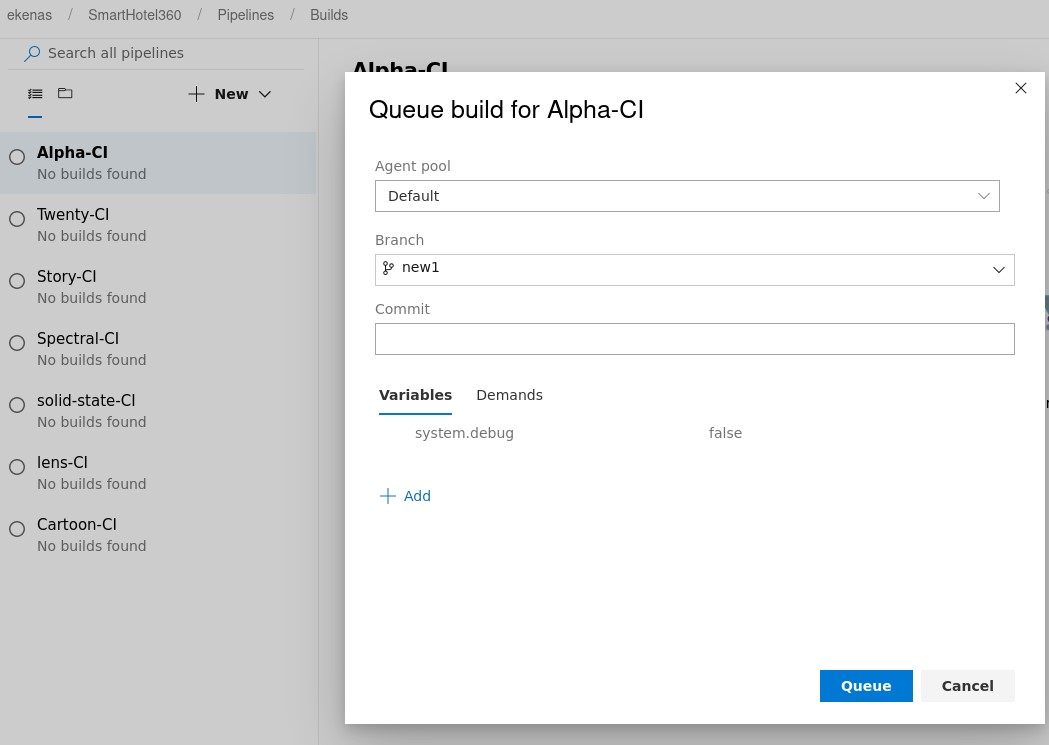 ekenas / SmartHotel360 / Pipelines / Builds
Search all pipelines
New
Alpha-CI
No builds found
Twenty-CI
No builds found
Story-CI
No builds found
Spectral-CI
No builds found
solid-state-CI
No builds found
lens-CI
No builds found
Cartoon-CI
No builds found
Alpha-CI
Queue build for Alpha-CI
Agent pool
Default
Branch
new1
Commit
Variables Demands
system.debug false
Add
Queue Cancel